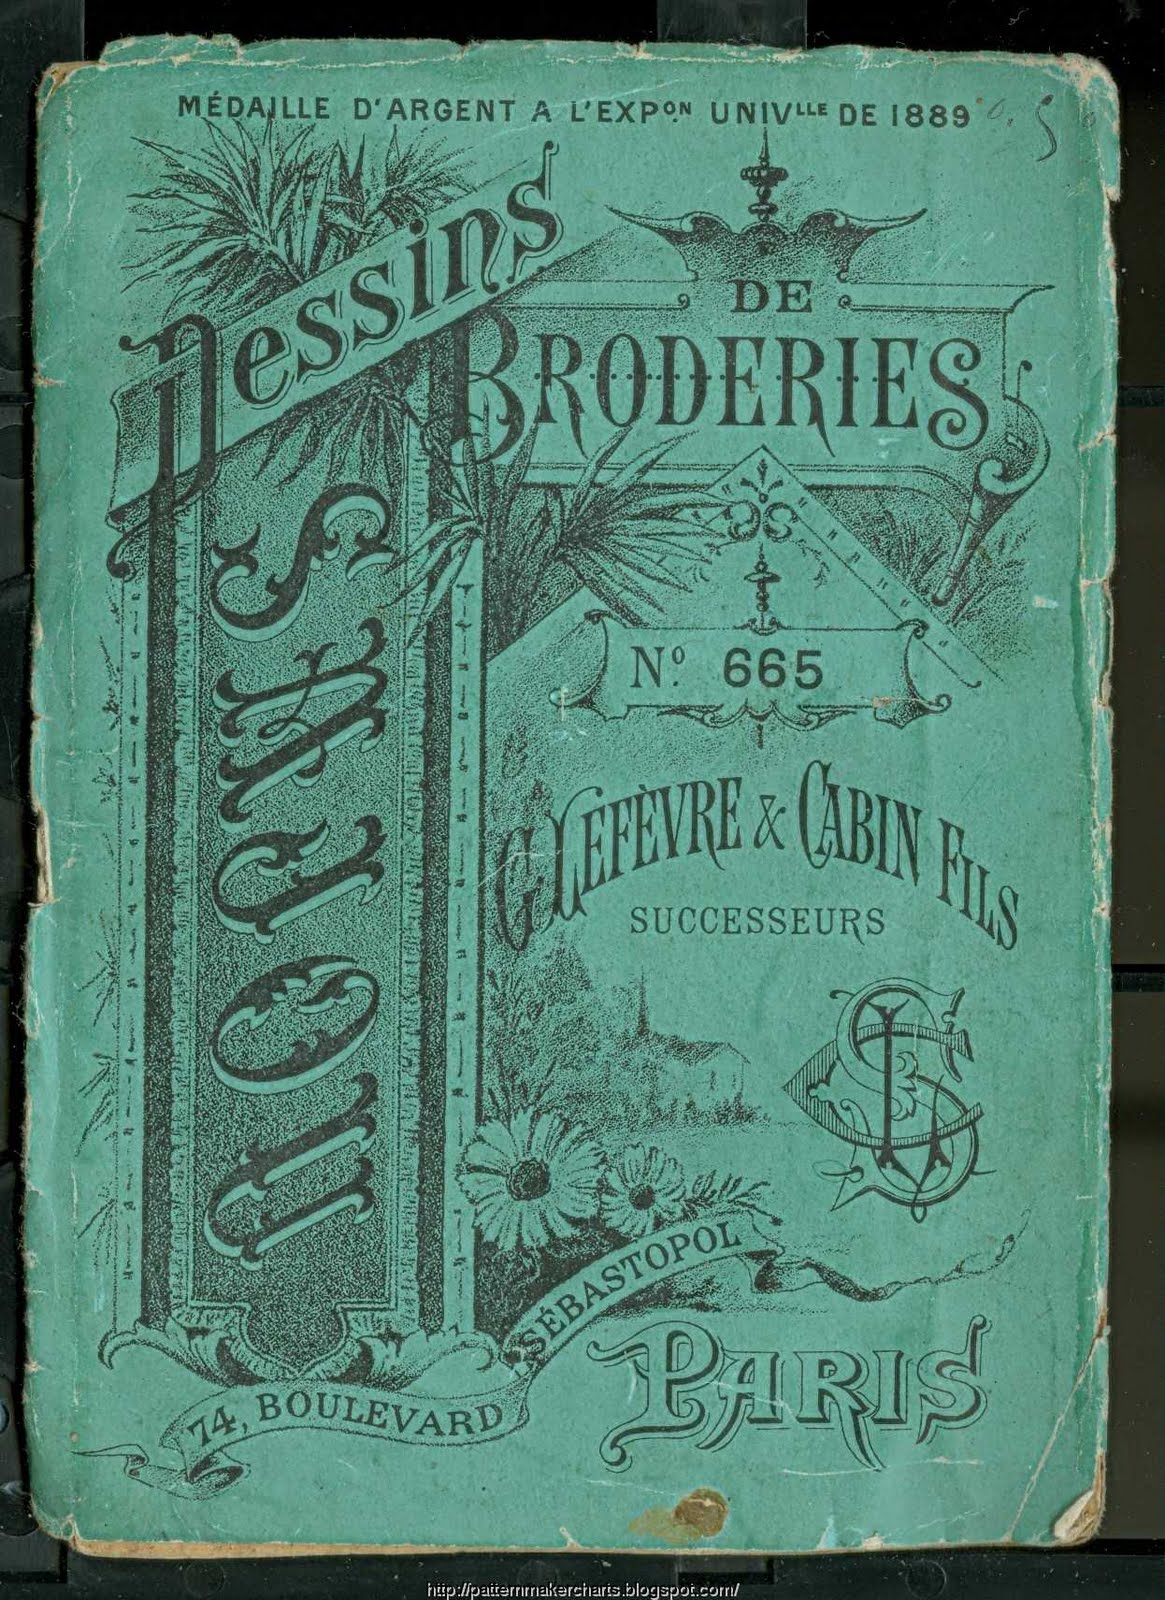 MÉDAILLE D'ARGENT A L'EXPON UNIVLLE DE 1889
Dessins
DE
BRODERIES
SAJOU
Nº 665
G LEFÈVRE & CABIN FILS
SUCCESSEURS
74, BOULEVARD SÉBASTOPOL
PARIS
http://patternmakercharts.blogspot.com/